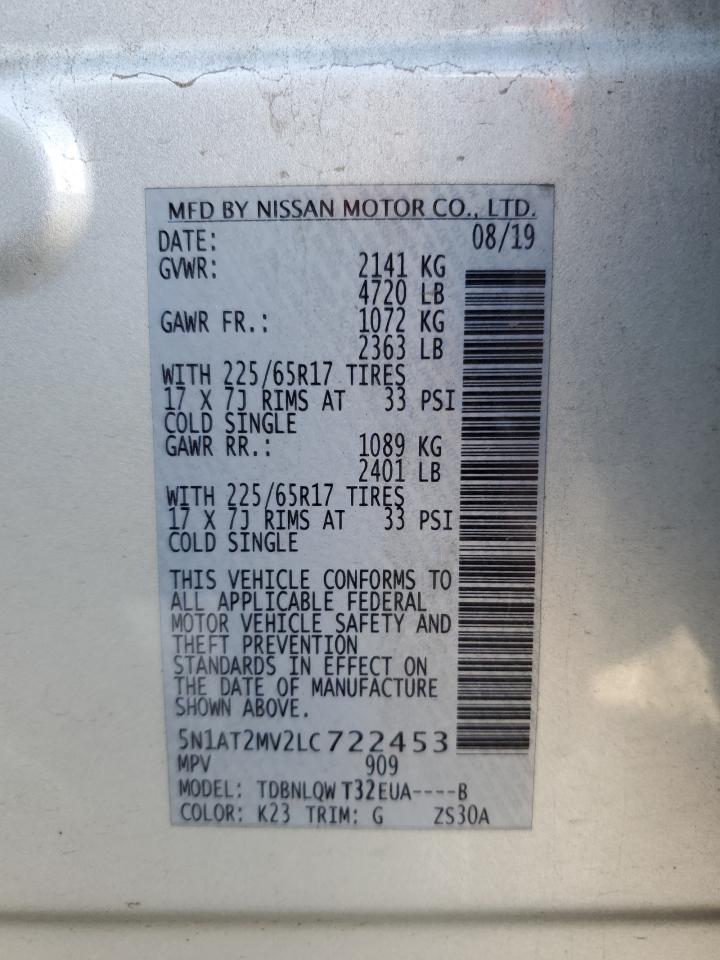 MFD BY NISSAN MOTOR CO., LTD.
DATE: 08/19
GVWR: 2141 KG
4720 LB
GAWR FR.: 1072 KG
2363 LB
WITH 225/65R17 TIRES
17 X 7J RIMS AT 33 PSI
COLD SINGLE
GAWR RR.: 1089 KG
2401 LB
WITH 225/65R17 TIRES
17 X 7J RIMS AT 33 PSI
COLD SINGLE
THIS VEHICLE CONFORMS TO
ALL APPLICABLE FEDERAL
MOTOR VEHICLE SAFETY AND
THEFT PREVENTION
STANDARDS IN EFFECT ON
THE DATE OF MANUFACTURE
SHOWN ABOVE.
5N1AT2MV2LC722453
MPV 909
MODEL: TDBNLQW T32EUA----B
COLOR: K23 TRIM: G ZS30A